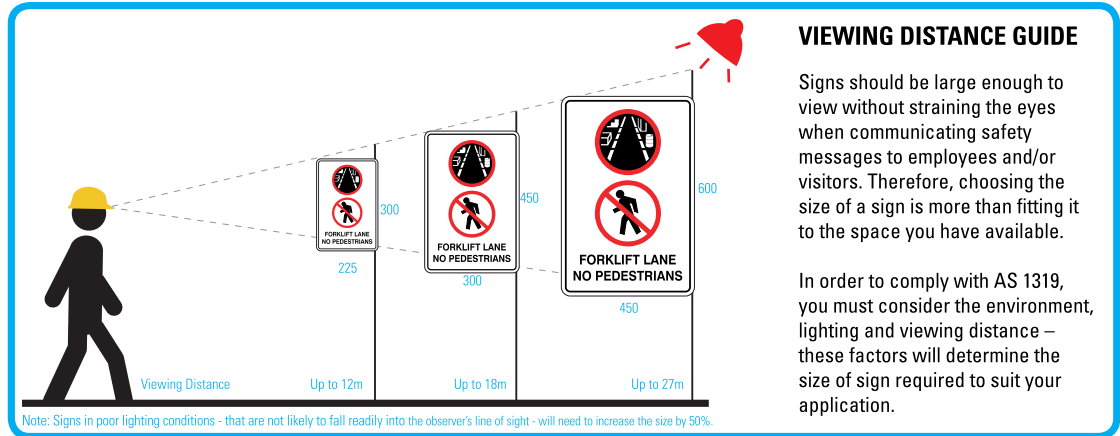 VIEWING DISTANCE GUIDE
Signs should be large enough to
view without straining the eyes
when communicating safety
messages to employees and/or
visitors. Therefore, choosing the
size of a sign is more than fitting it
to the space you have available.
In order to comply with AS 1319,
you must consider the environment,
lighting and viewing distance –
these factors will determine the
size of sign required to suit your
application.
FORKLIFT LANE
NO PEDESTRIANS
300
225
FORKLIFT LANE
NO PEDESTRIANS
450
300
FORKLIFT LANE
NO PEDESTRIANS
600
450
Viewing Distance
Up to 12m
Up to 18m
Up to 27m
Note: Signs in poor lighting conditions - that are not likely to fall readily into the observer's line of sight - will need to increase the size by 50%.